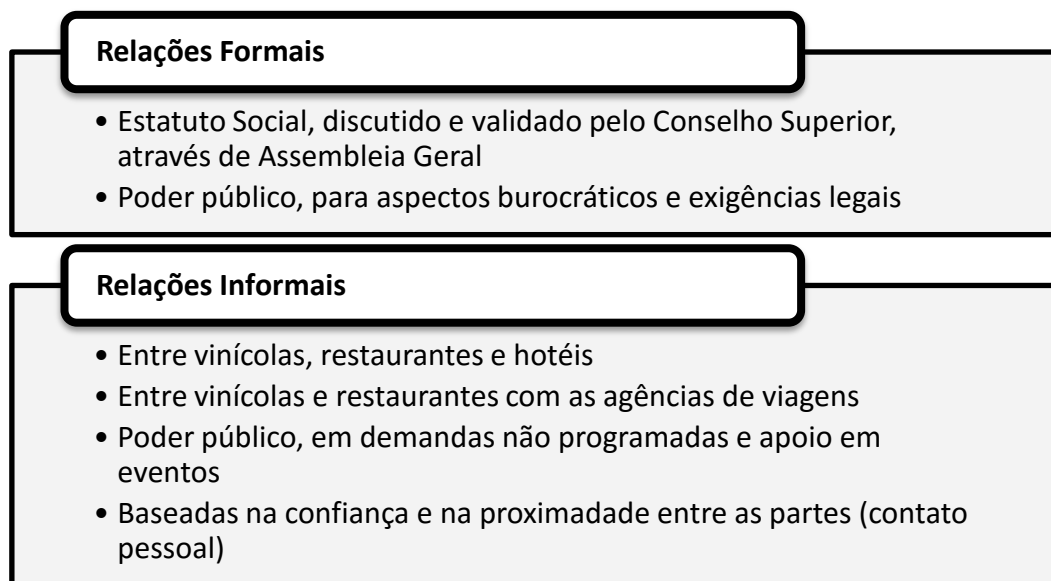 Relações Formais
• Estatuto Social, discutido e validado pelo Conselho Superior,
através de Assembleia Geral
• Poder público, para aspectos burocráticos e exigências legais
Relações Informais
• Entre vinícolas, restaurantes e hotéis
• Entre vinícolas e restaurantes com as agências de viagens
• Poder público, em demandas não programadas e apoio em
eventos
• Baseadas na confiança e na proximadade entre as partes (contato
pessoal)